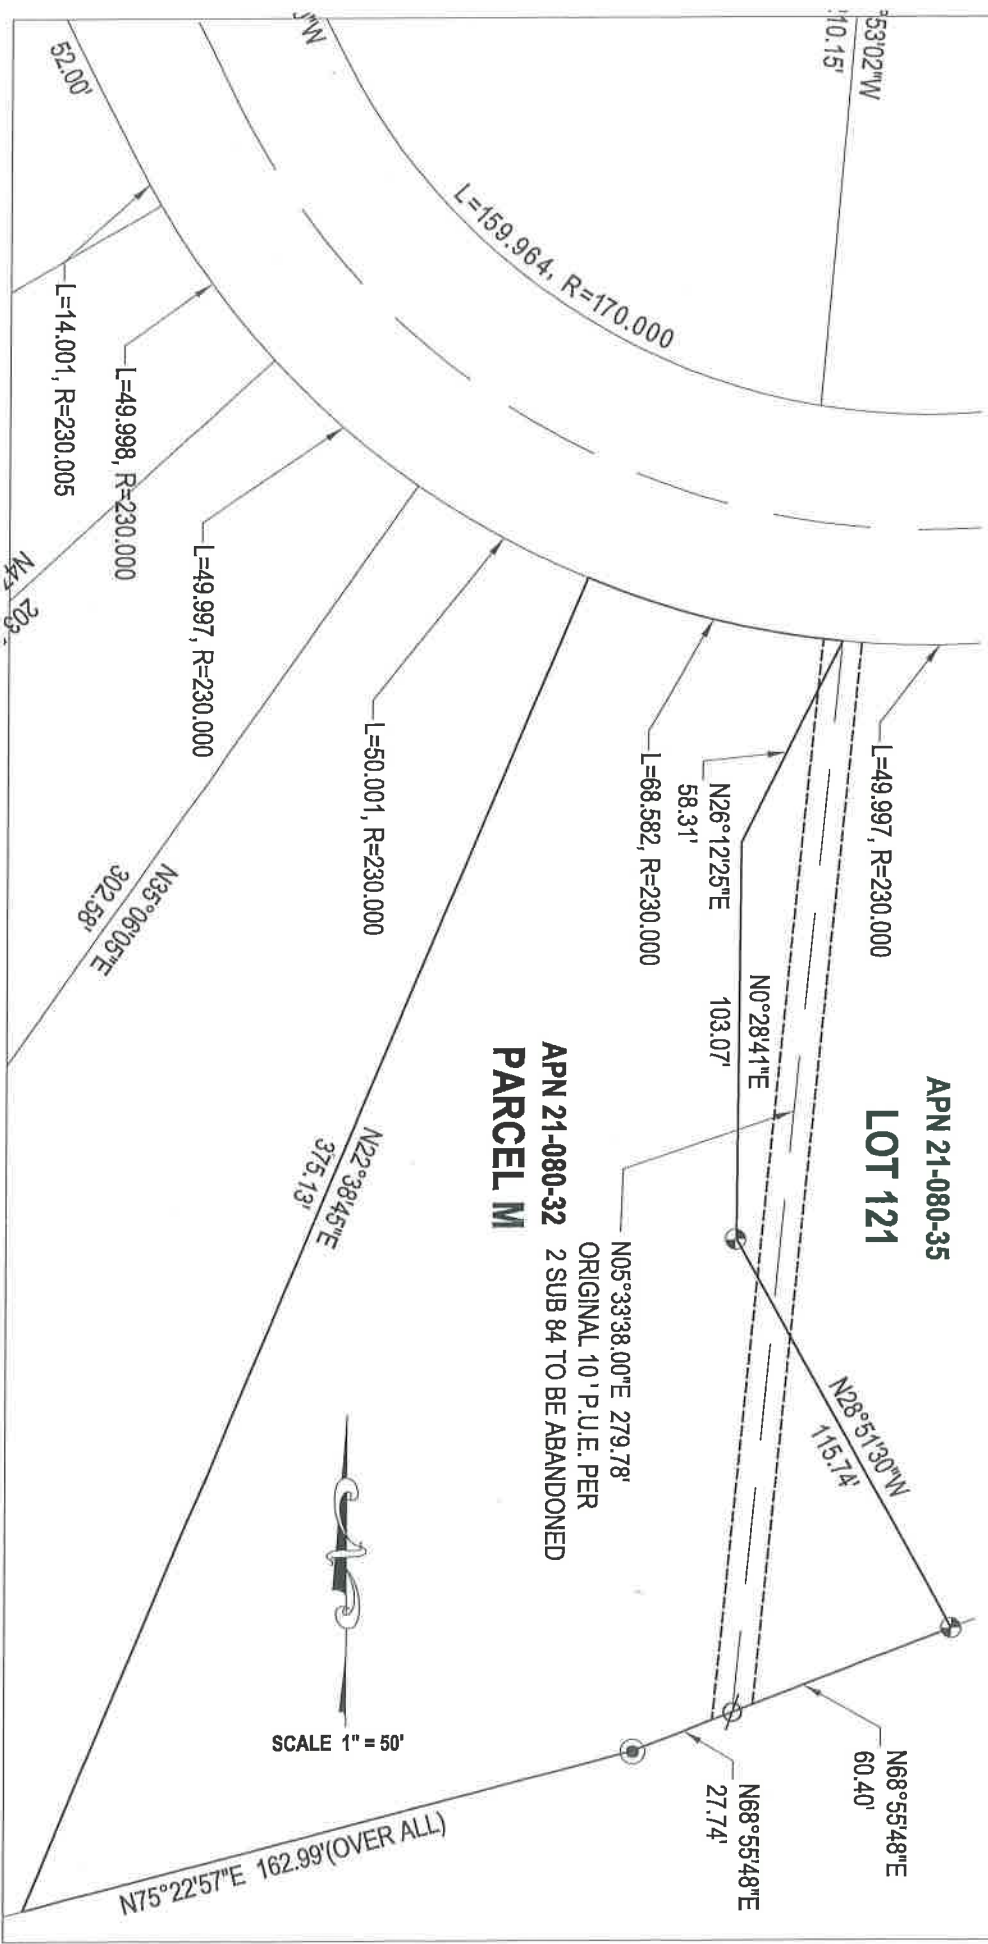 APN 21-080-35
LOT 121
L=49.997, R=230.000
N68°55'48"E
60.40'
N28°51'30"W
115.74'
53'02"W
10.15'
N0°28'41"E
103.07'
N26°12'25"E
58.31'
N68°55'48"E
27.74'
L=68.582, R=230.000
N05°33'38.00"E 279.78'
ORIGINAL 10' P.U.E. PER
2 SUB 84 TO BE ABANDONED
APN 21-080-32
PARCEL M
L=159.964, R=170.000
L=50.001, R=230.000
N22°38'45"E
375.13'
SCALE 1" = 50'
N75°22'57"E 162.99'(OVER ALL)
"W
L=49.997, R=230.000
N35°06'05"E
302.58'
L=49.998, R=230.000
L=14.001, R=230.005
52.00'
N47
203